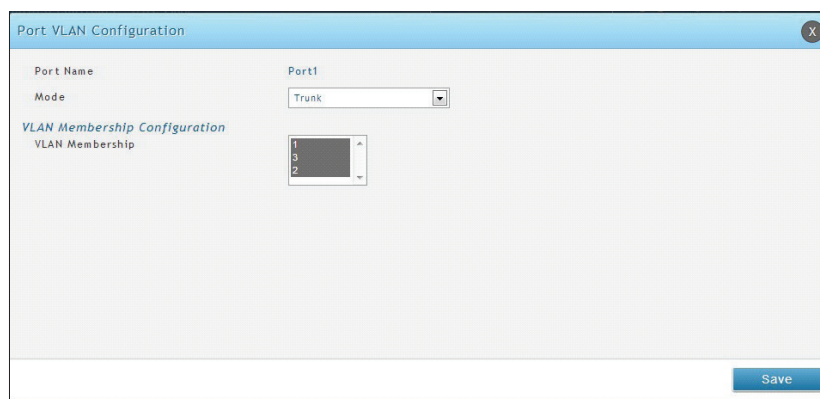 Port VLAN Configuration
X
Port Name Port1
Mode Trunk
VLAN Membership Configuration
VLAN Membership
1
3
2
Save